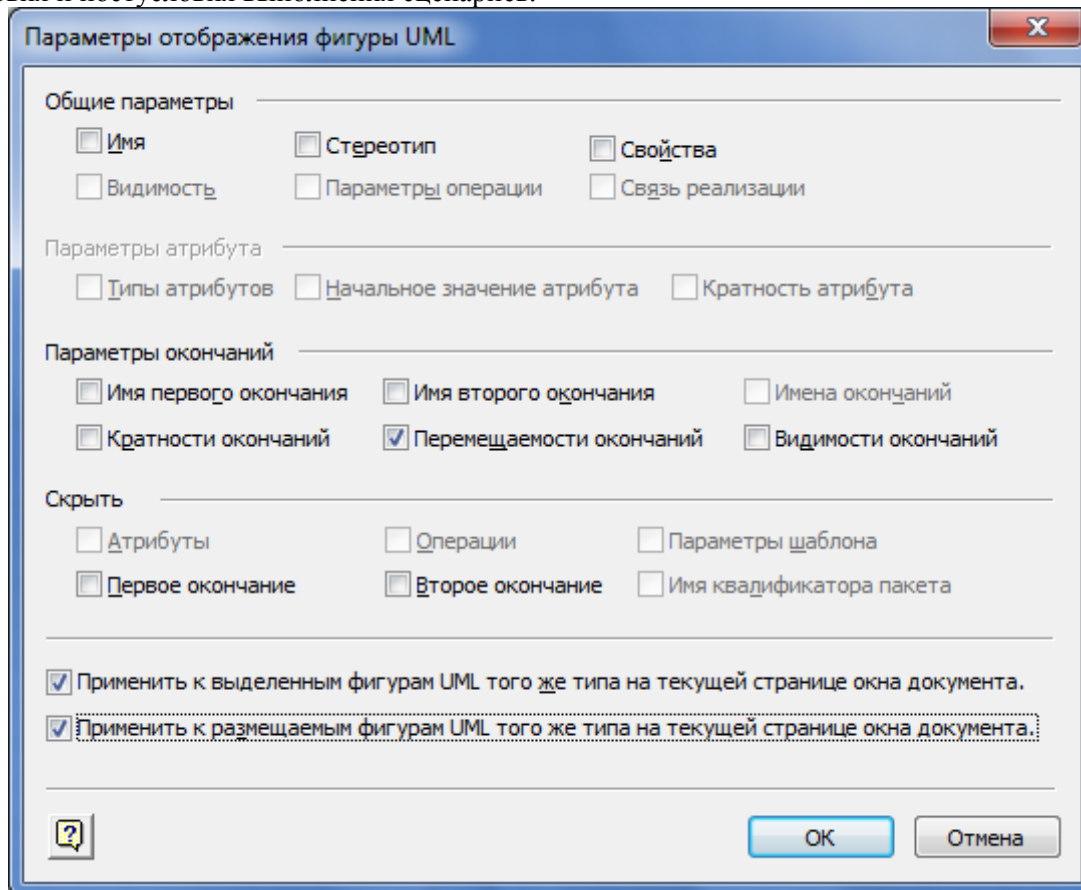 Параметры отображения фигуры UML
Общие параметры
Имя Стереотип Свойства
Видимость Параметры операции Связь реализации
Параметры атрибута
Типы атрибутов Начальное значение атрибута Кратность атрибута
Параметры окончаний
Имя первого окончания Имя второго окончания Имена окончаний
Кратности окончаний Перемещаемости окончаний Видимости окончаний
Скрыть
Атрибуты Операции Параметры шаблона
Первое окончание Второе окончание Имя квалификатора пакета
Применить к выделенным фигурам UML того же типа на текущей странице окна документа.
Применить к размещаемым фигурам UML того же типа на текущей странице окна документа.
? ОК Отмена